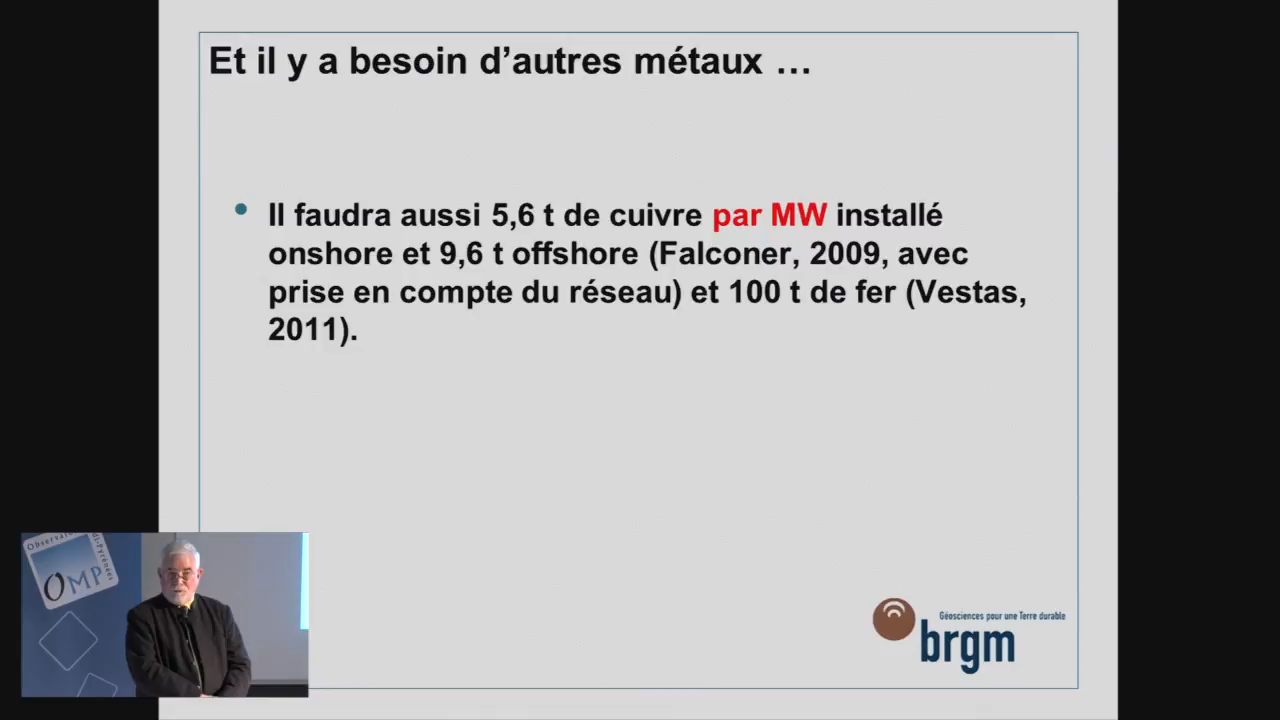 Et il y a besoin d’autres métaux …
Il faudra aussi 5,6 t de cuivre par MW installé
onshore et 9,6 t offshore (Falconer, 2009, avec
prise en compte du réseau) et 100 t de fer (Vestas,
2011).
Géosciences pour une Terre durable
brgm
OMP